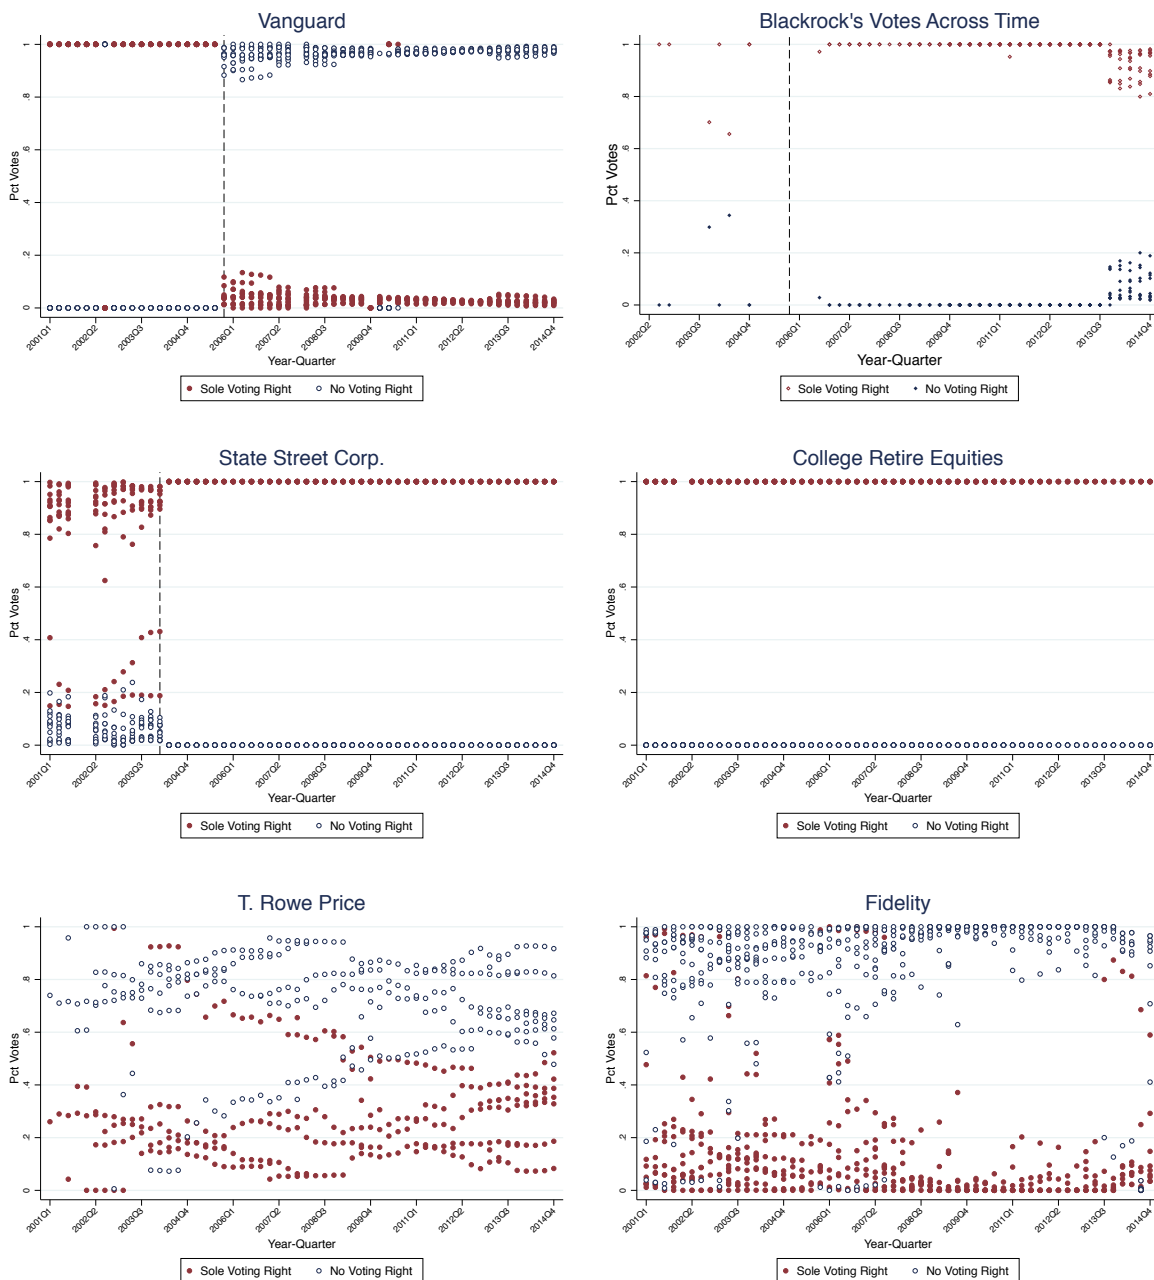 Vanguard
Pct Votes
1
.8
.6
.4
.2
0
2001Q1 2002Q2 2003Q3 2004Q4 2006Q1 2007Q2 2008Q3 2009Q4 2011Q1 2012Q2 2013Q3 2014Q4
Year-Quarter
Sole Voting Right No Voting Right
Blackrock's Votes Across Time
Pct Votes
1
.8
.6
.4
.2
0
2002Q2 2003Q3 2004Q4 2006Q1 2007Q2 2008Q3 2009Q4 2011Q1 2012Q2 2013Q3 2014Q4
Year-Quarter
Sole Voting Right No Voting Right
State Street Corp.
Pct Votes
1
.8
.6
.4
.2
0
2001Q1 2002Q2 2003Q3 2004Q4 2006Q1 2007Q2 2008Q3 2009Q4 2011Q1 2012Q2 2013Q3 2014Q4
Year-Quarter
Sole Voting Right No Voting Right
College Retire Equities
Pct Votes
1
.8
.6
.4
.2
0
2001Q1 2002Q2 2003Q3 2004Q4 2006Q1 2007Q2 2008Q3 2009Q4 2011Q1 2012Q2 2013Q3 2014Q4
Year-Quarter
Sole Voting Right No Voting Right
T. Rowe Price
Pct Votes
1
.8
.6
.4
.2
0
2001Q1 2002Q2 2003Q3 2004Q4 2006Q1 2007Q2 2008Q3 2009Q4 2011Q1 2012Q2 2013Q3 2014Q4
Year-Quarter
Sole Voting Right No Voting Right
Fidelity
Pct Votes
1
.8
.6
.4
.2
0
2001Q1 2002Q2 2003Q3 2004Q4 2006Q1 2007Q2 2008Q3 2009Q4 2011Q1 2012Q2 2013Q3 2014Q4
Year-Quarter
Sole Voting Right No Voting Right